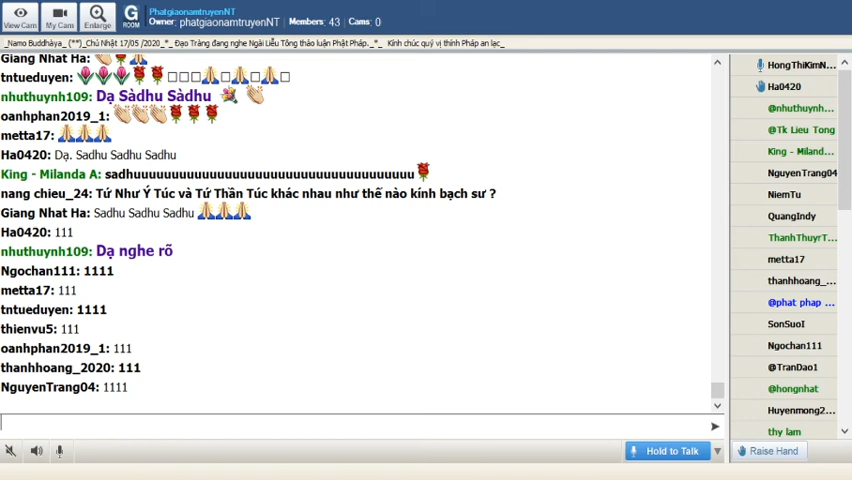 View Cam
My Cam
Enlarge
G
ROOM
PhatgiaonamtruyenNT
Owner: phatgiaonamtruyenNT Members: 43 Cams: 0
_Namo Buddhàya_ (**)_Chủ Nhật 17/05 /2020_*_ Đạo Tràng đang nghe Ngài Liễu Tông thảo luận Phật Pháp._*_ Kính chúc quý vị thính Pháp an lạc_
Giang Nhat Ha:
tntueduyen:
nhuthuynh109: Dạ Sàdhu Sàdhu
oanhphan2019_1:
metta17:
Ha0420: Dạ. Sadhu Sadhu Sadhu
King - Milanda A: sadhuuuuuuuuuuuuuuuuuuuuuuuuuuuuuuuuuuuuuu
nang chieu_24: Tứ Như Ý Túc và Tứ Thần Túc khác nhau như thế nào kính bạch sư ?
Giang Nhat Ha: Sadhu Sadhu Sadhu
Ha0420: 111
nhuthuynh109: Dạ nghe rõ
Ngochan111: 1111
metta17: 111
tntueduyen: 1111
thienvu5: 111
oanhphan2019_1: 111
thanhhoang_2020: 111
NguyenTrang04: 1111
HongThiKimN...
Ha0420
@nhuthuynh...
@Tk Lieu Tong
King - Miland...
NguyenTrang04
NiemTu
QuangIndy
ThanhThuyrT...
metta17
thanhhoang_...
@phat phap ...
SonSuoI
Ngochan111
@TranDao1
@hongnhat
Huyenmong2...
thy lam
Hold to Talk
Raise Hand